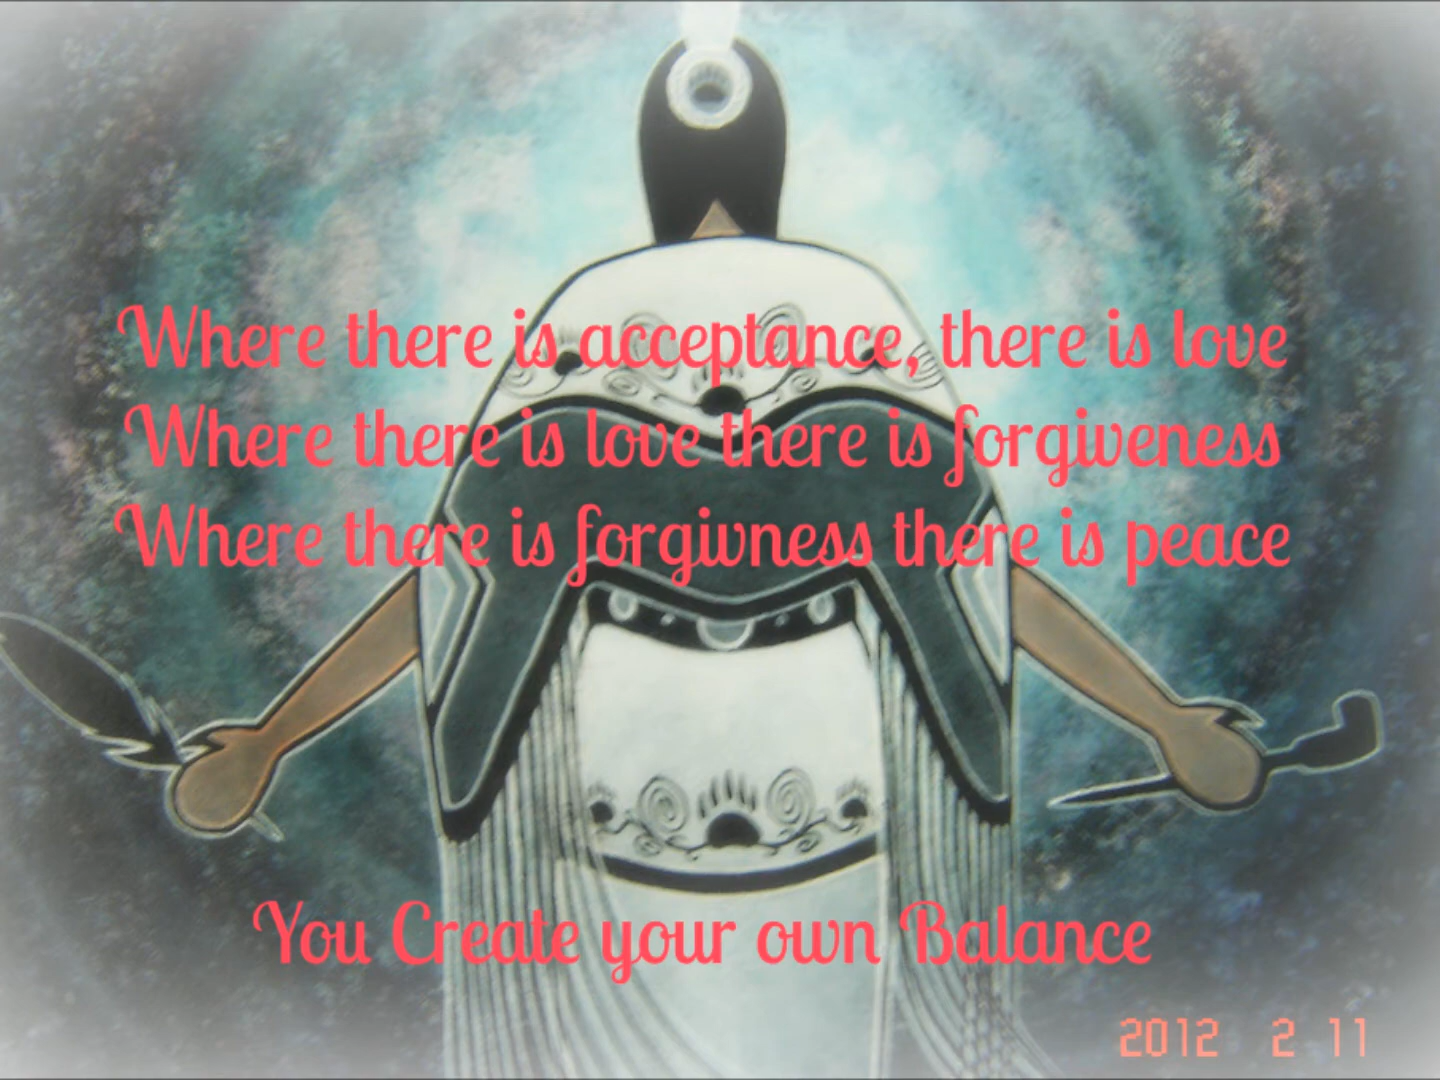 Where there is acceptance, there is love
Where there is love there is forgiveness
Where there is forgivness there is peace
You Create your own Balance
2012 2 11